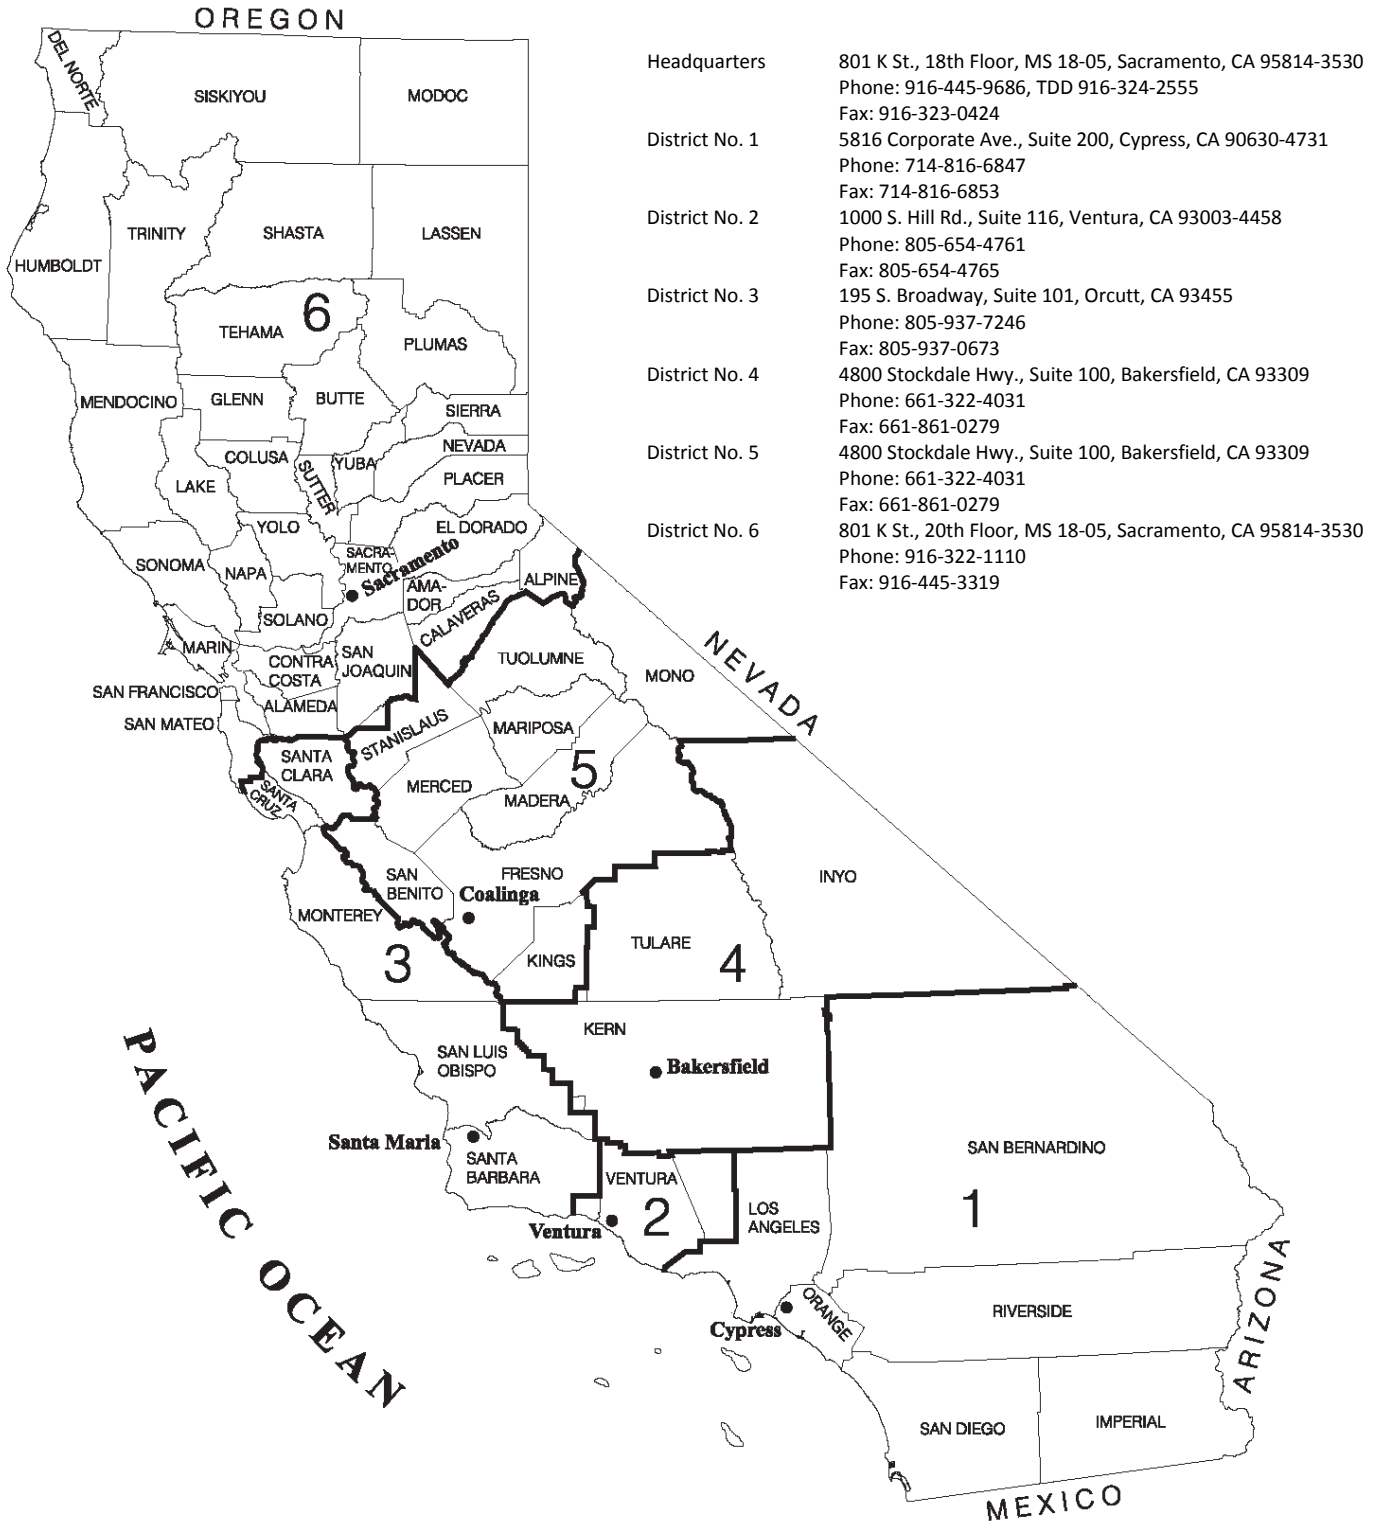 OREGON
Headquarters 801 K St., 18th Floor, MS 18-05, Sacramento, CA 95814-3530
Phone: 916-445-9686, TDD 916-324-2555
Fax: 916-323-0424
District No. 1 5816 Corporate Ave., Suite 200, Cypress, CA 90630-4731
Phone: 714-816-6847
Fax: 714-816-6853
District No. 2 1000 S. Hill Rd., Suite 116, Ventura, CA 93003-4458
Phone: 805-654-4761
Fax: 805-654-4765
District No. 3 195 S. Broadway, Suite 101, Orcutt, CA 93455
Phone: 805-937-7246
Fax: 805-937-0673
District No. 4 4800 Stockdale Hwy., Suite 100, Bakersfield, CA 93309
Phone: 661-322-4031
Fax: 661-861-0279
District No. 5 4800 Stockdale Hwy., Suite 100, Bakersfield, CA 93309
Phone: 661-322-4031
Fax: 661-861-0279
District No. 6 801 K St., 20th Floor, MS 18-05, Sacramento, CA 95814-3530
Phone: 916-322-1110
Fax: 916-445-3319
DEL NORTE
SISKIYOU
MODOC
TRINITY
SHASTA
LASSEN
HUMBOLDT
6
TEHAMA
PLUMAS
MENDOCINO
GLENN
BUTTE
SIERRA
NEVADA
COLUSA
SUTTER
YUBA
PLACER
LAKE
YOLO
EL DORADO
SONOMA
NAPA
SACRA-
MENTO
Sacramento
AMA-
DOR
ALPINE
SOLANO
CALAVERAS
MARIN
CONTRA
COSTA
SAN
JOAQUIN
TUOLUMNE
MONO
NEVADA
SAN FRANCISCO
ALAMEDA
SAN MATEO
STANISLAUS
MARIPOSA
SANTA
CLARA
5
MERCED
MADERA
SANTA
CRUZ
SAN
BENITO
FRESNO
INYO
Coalinga
MONTEREY
3
KINGS
TULARE
4
KERN
SAN LUIS
OBISPO
Bakersfield
PACIFIC OCEAN
Santa Maria
SANTA
BARBARA
VENTURA
2
Ventura
LOS
ANGELES
SAN BERNARDINO
1
ORANGE
Cypress
RIVERSIDE
ARIZONA
SAN DIEGO
IMPERIAL
MEXICO